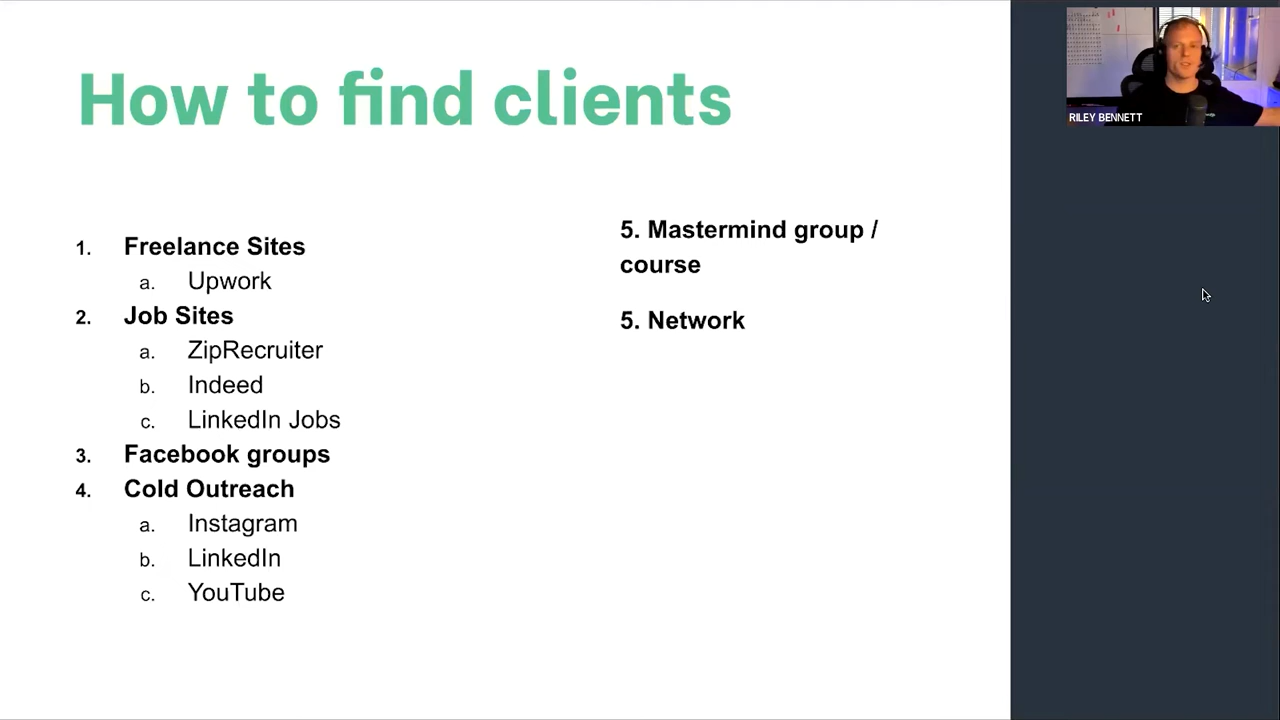 How to find clients
1. Freelance Sites
a. Upwork
2. Job Sites
a. ZipRecruiter
b. Indeed
c. LinkedIn Jobs
3. Facebook groups
4. Cold Outreach
a. Instagram
b. LinkedIn
c. YouTube
5. Mastermind group /
course
5. Network
RILEY BENNETT